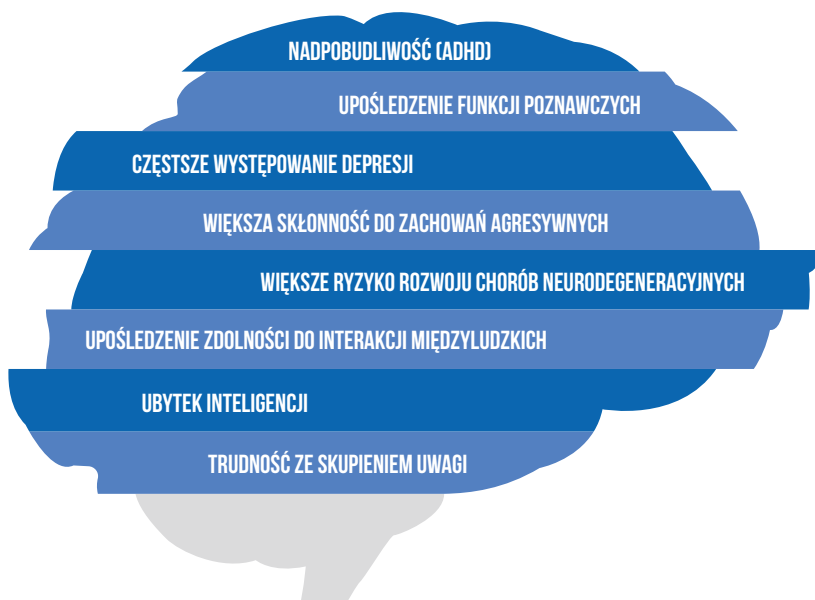 NADPOBUDLIWOŚĆ (ADHD)
UPOŚLEDZENIE FUNKCJI POZNAWCZYCH
CZĘSTSZE WYSTĘPOWANIE DEPRESJI
WIĘKSZA SKŁONNOŚĆ DO ZACHOWAŃ AGRESYWNYCH
WIĘKSZE RYZYKO ROZWOJU CHORÓB NEURODEGENERACYJNYCH
UPOŚLEDZENIE ZDOLNOŚCI DO INTERAKCJI MIĘDZYLUDZKICH
UBYTEK INTELIGENCJI
TRUDNOŚĆ ZE SKUPIENIEM UWAGI